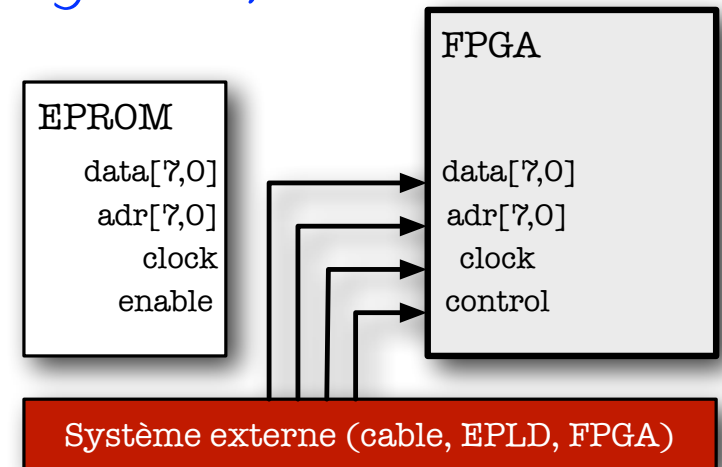 FPGA
EPROM
data[7,0]
adr[7,0]
clock
enable
data[7,0]
adr[7,0]
clock
control
Système externe (cable, EPLD, FPGA)